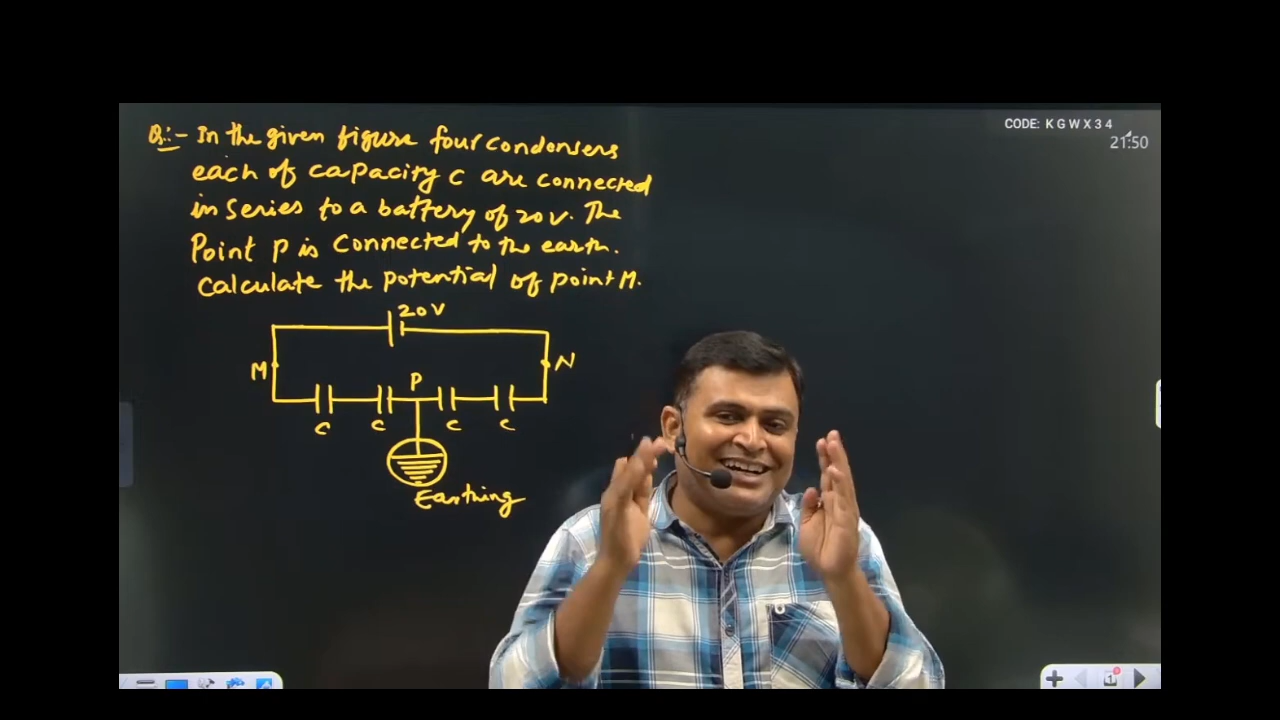 Q:- In the given figure four condensers
each of capacity C are connected
in series to a battery of 20V. The
Point P is connected to the earth.
Calculate the potential of point M.
20V
M
P
N
C
C
C
C
Earthing
CODE: K G W X 3 4
21:50
1